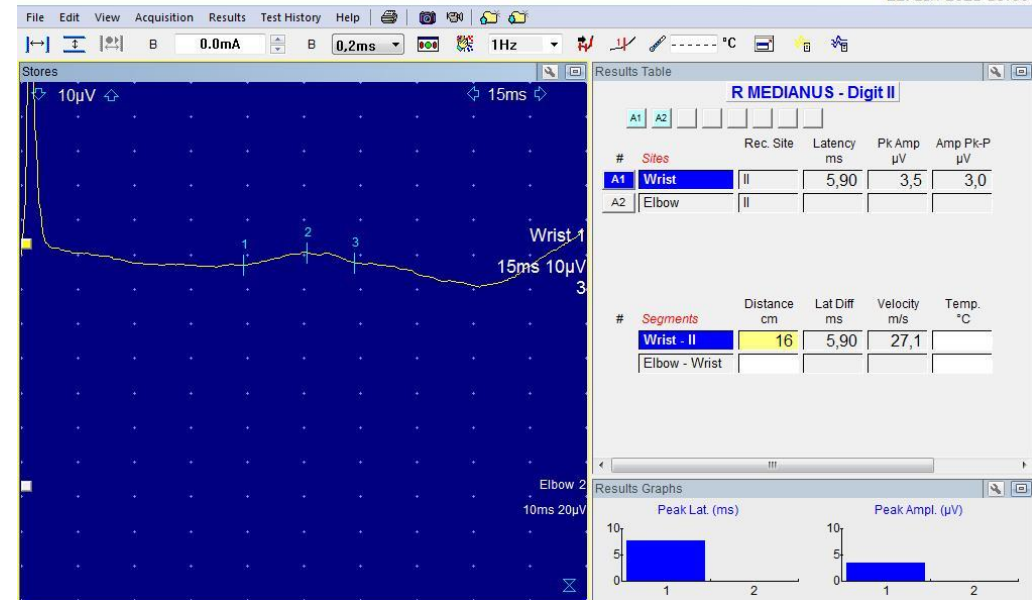 File Edit View Acquisition Results Test History Help
B 0.0mA B 0,2ms 1Hz ------ °C
Stores
10µV 15ms
1 2 3
Wrist 1
15ms 10µV
3
Elbow 2
10ms 20µV
Results Table
R MEDIANUS - Digit II
A1 A2
# Sites Rec. Site Latency ms Pk Amp µV Amp Pk-P µV
A1 Wrist II 5,90 3,5 3,0
A2 Elbow II
# Segments Distance cm Lat Diff ms Velocity m/s Temp. °C
Wrist - II 16 5,90 27,1
Elbow - Wrist
Results Graphs
Peak Lat. (ms) Peak Ampl. (µV)
10 10
5 5
0 0
1 2 1 2